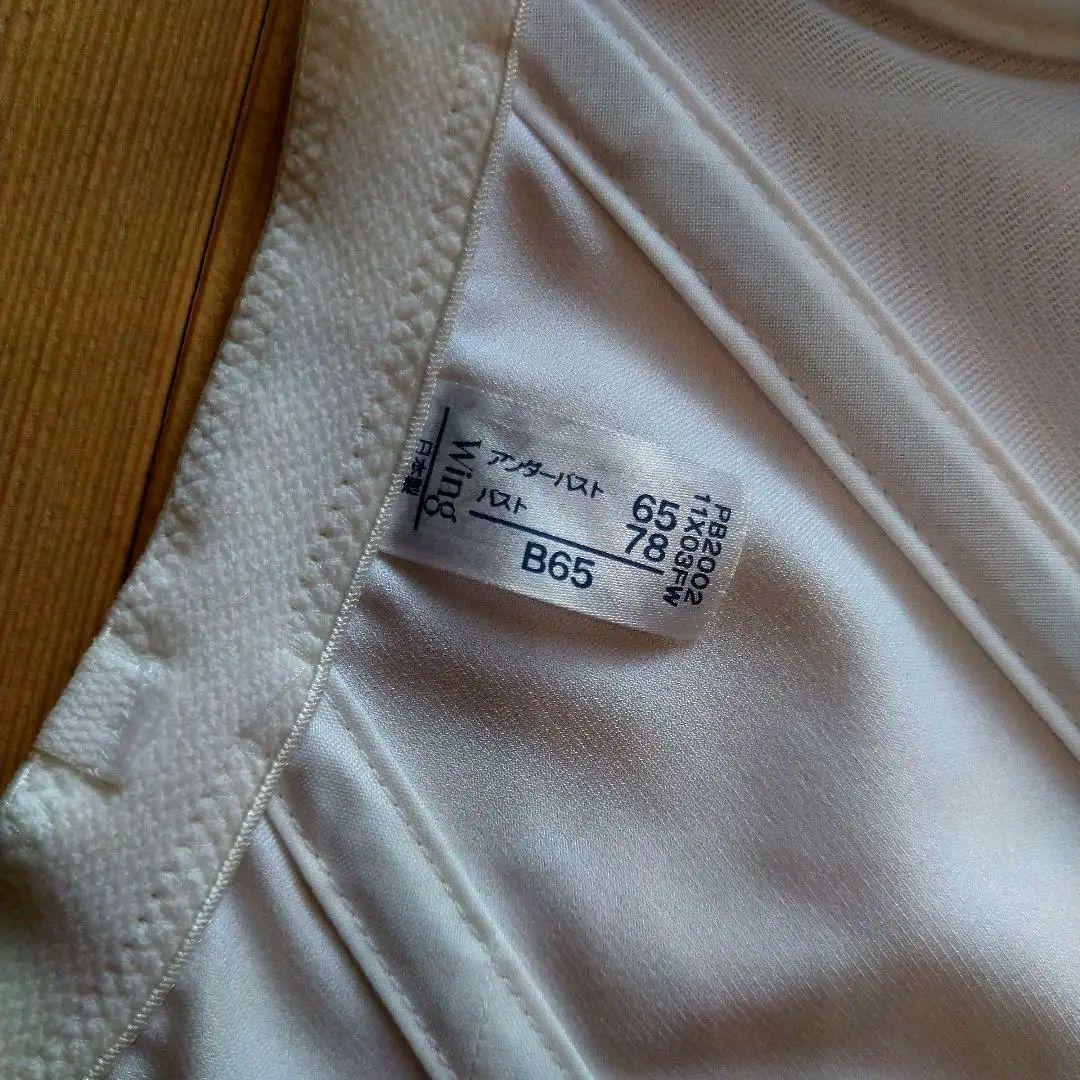 Wing
日本製
アンダーバスト 65
バスト 78
B65
PB2002
11X03FW